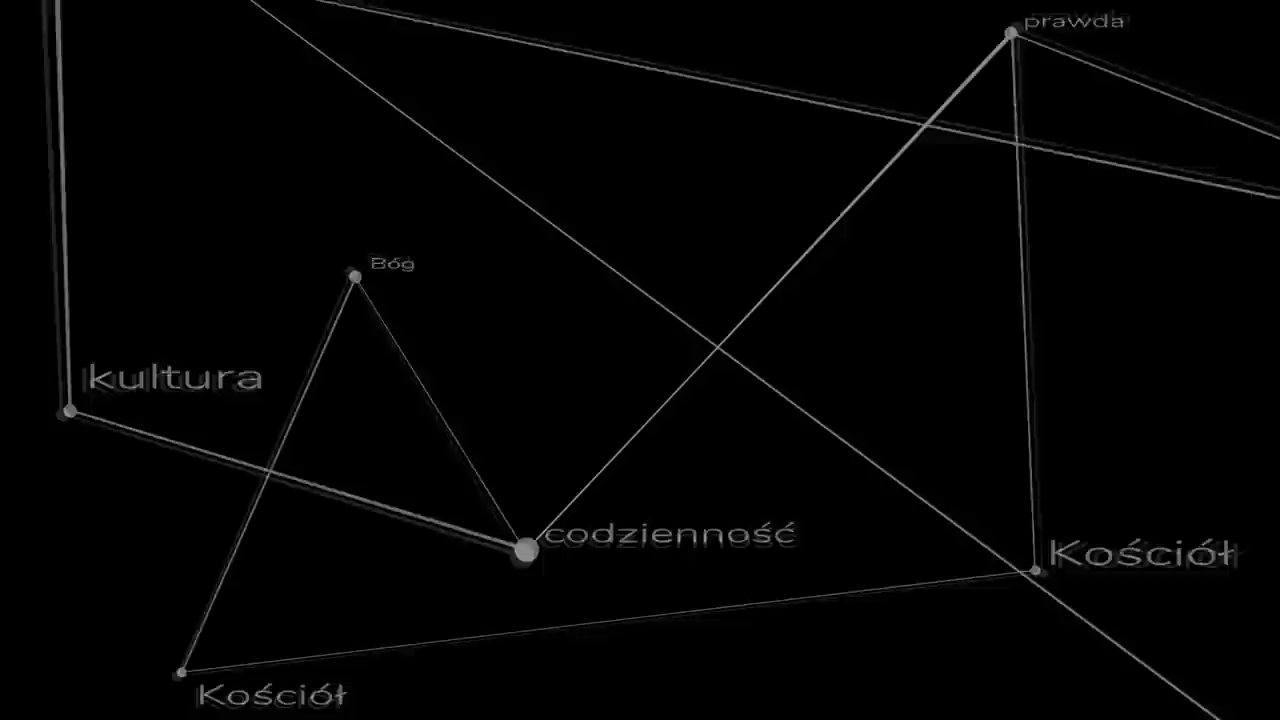 prawda
Bóg
kultura
codzienność
Kościół
Kościół